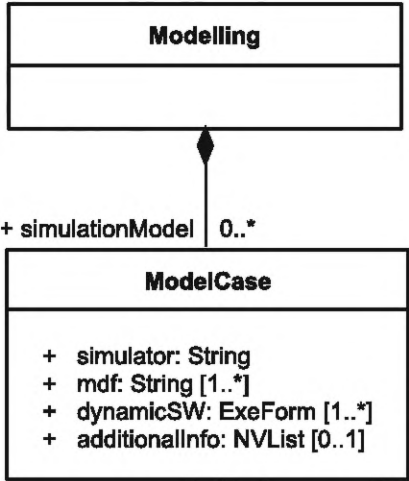 Modelling
+ simulationModel 0..*
ModelCase
+ simulator: String
+ mdf: String [1..*]
+ dynamicSW: ExeForm [1..*]
+ additionalInfo: NVList [0..1]